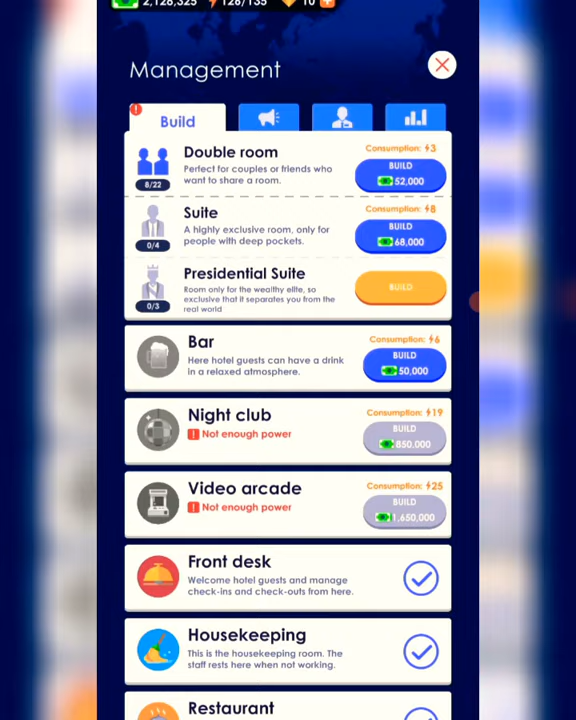 2,128,325 128/135 10
Management
Build
Double room
Perfect for couples or friends who
want to share a room.
8/22
Consumption: 3
BUILD
52,000
Suite
A highly exclusive room, only for
people with deep pockets.
0/4
Consumption: 8
BUILD
68,000
Presidential Suite
Room only for the wealthy elite, so
exclusive that it separates you from the
real world
0/3
BUILD
Bar
Here hotel guests can have a drink
in a relaxed atmosphere.
Consumption: 6
BUILD
50,000
Night club
Not enough power
Consumption: 19
BUILD
850,000
Video arcade
Not enough power
Consumption: 25
BUILD
1,650,000
Front desk
Welcome hotel guests and manage
check-ins and check-outs from here.
Housekeeping
This is the housekeeping room. The
staff rests here when not working.
Restaurant